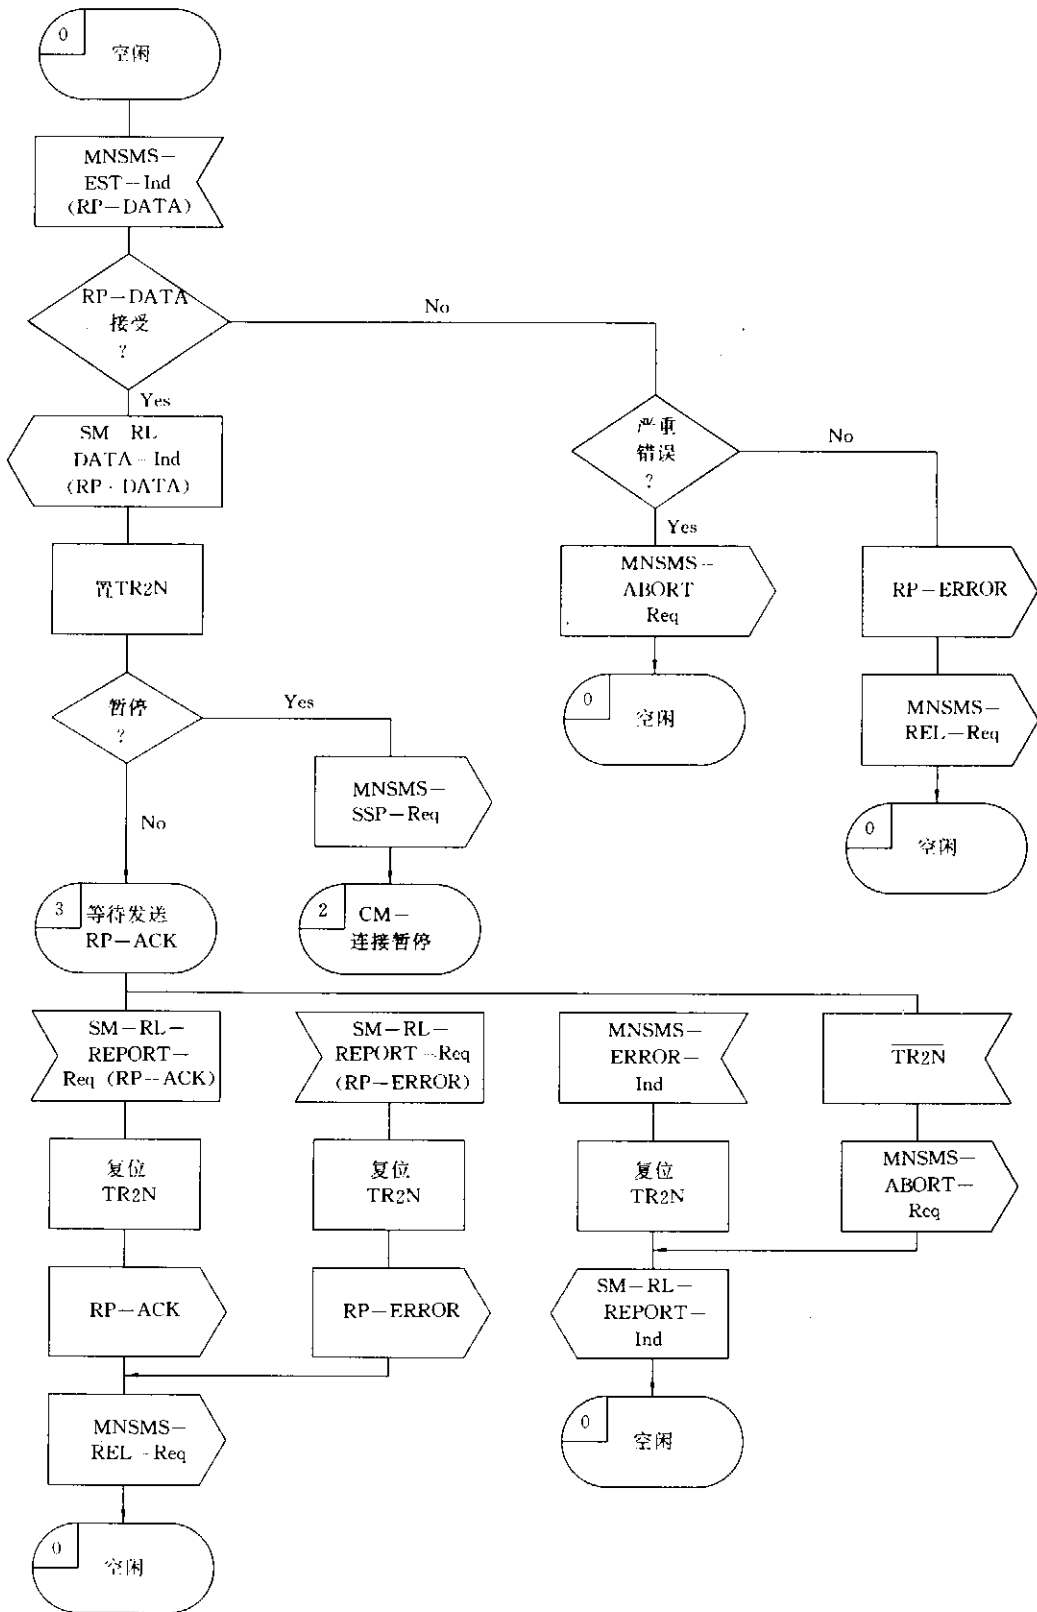 0
空闲
MNSMS-
EST-Ind
(RP-DATA)
RP-DATA
接受
?
No
Yes
SM RL
DATA-Ind
(RP-DATA)
严重
错误
?
No
Yes
置TR2N
MNSMS-
ABORT
Req
RP-ERROR
暂停
?
Yes
No
0
空闲
MNSMS-
REL-Req
MNSMS-
SSP-Req
0
空闲
3
等待发送
RP-ACK
2
CM-
连接暂停
SM-RL-
REPORT-
Req (RP-ACK)
SM-RL-
REPORT-Req
(RP-ERROR)
MNSMS-
ERROR-
Ind
TR2N
复位
TR2N
复位
TR2N
复位
TR2N
MNSMS-
ABORT-
Req
RP-ACK
RP-ERROR
SM-RL-
REPORT-
Ind
MNSMS-
REL-Req
0
空闲
0
空闲